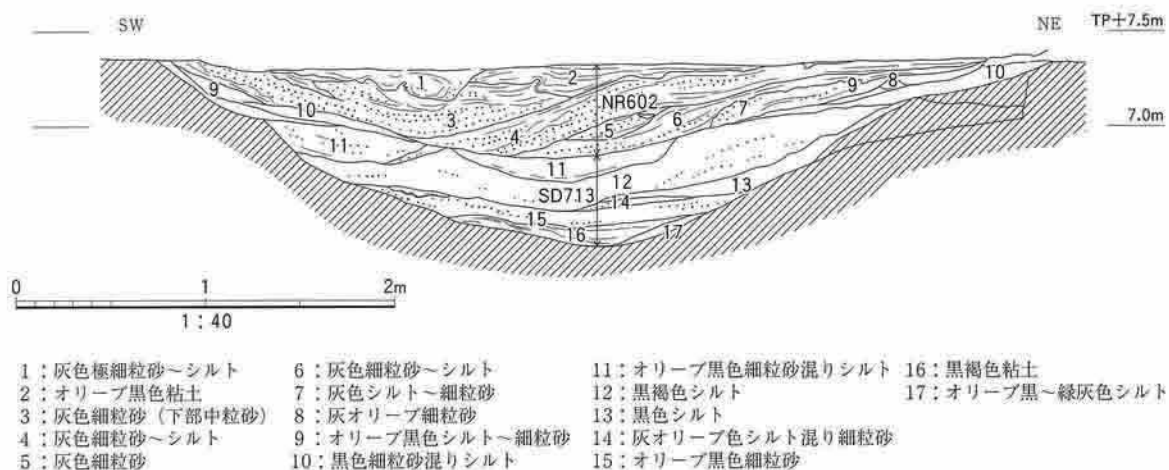 SW
NE
TP+7.5m
1
2
9
8
10
9
NR602
10
3
4
5
6
7
7.0m
11
11
12
13
SD713
14
15
16
17
0 1 2m
1:40
1:灰色極細粒砂~シルト
2:オリーブ黒色粘土
3:灰色細粒砂(下部中粒砂)
4:灰色細粒砂~シルト
5:灰色細粒砂
6:灰色細粒砂~シルト
7:灰色シルト~細粒砂
8:灰オリーブ細粒砂
9:オリーブ黒色シルト~細粒砂
10:黒色細粒砂混りシルト
11:オリーブ黒色細粒砂混りシルト
12:黒褐色シルト
13:黒色シルト
14:灰オリーブ色シルト混り細粒砂
15:オリーブ黒色細粒砂
16:黒褐色粘土
17:オリーブ黒~緑灰色シルト